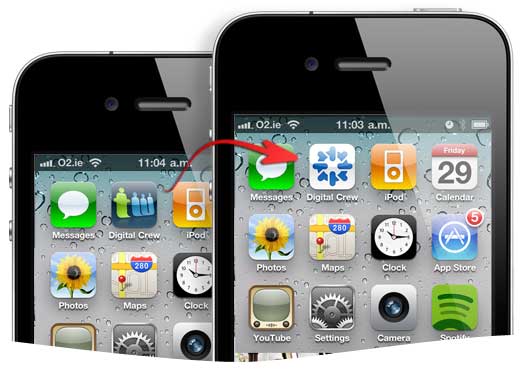 O2.ie 11:04 a.m.
Messages Digital Crew iPod
280
Photos Maps Clock
O2.ie 11:03 a.m.
Friday
29
Messages Digital Crew iPod Calendar
280
5
Photos Maps Clock App Store
YouTube Settings Camera Spotify